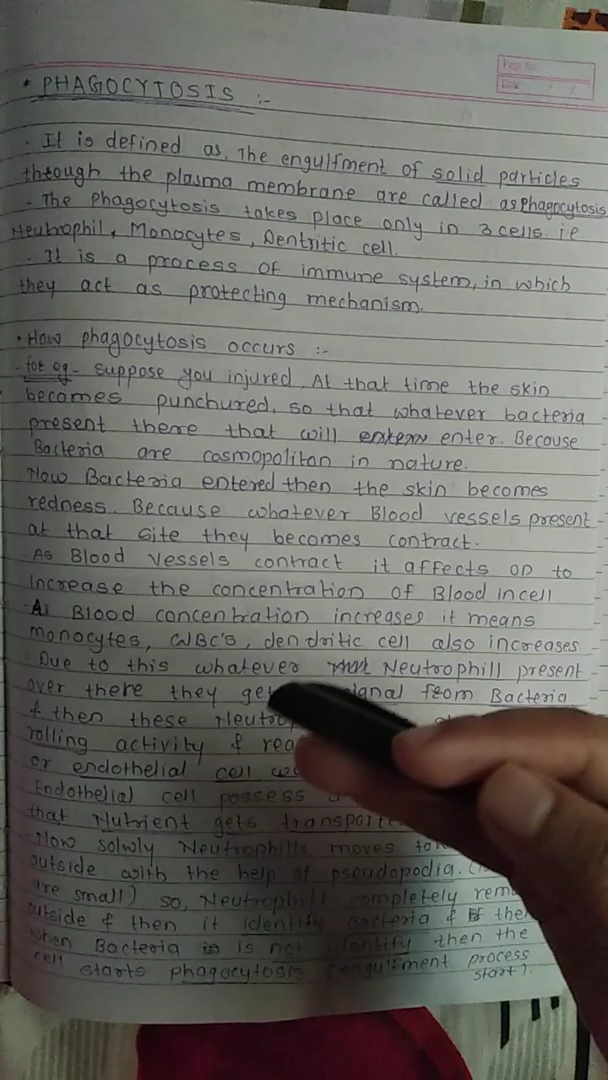 Page No.
Date / /
• PHAGOCYTOSIS :-
- It is defined as, The engulfment of solid particles
through the plasma membrane are called as Phagocytosis
- The Phagocytosis takes place only in 3 cells. i.e
Neutrophil, Monocytes, Dentritic cell.
- It is a process of immune system, in which
they act as protecting mechanism.
• How phagocytosis occurs :-
- for eg - suppose you injured, At that time the skin
becomes punchured, so that whatever bacteria
present there that will enter. Because
Bacteria are cosmopoliton in nature.
Now Bacteria entered then the skin becomes
redness. Because whatever Blood vessels present
at that site they becomes contract.
As Blood Vessels contract it affects on to
increase the concentration of Blood in cell
- As Blood concentration increases it means
monocytes, WBC's, dendritic cell also increases
Due to this whatever Neutrophill present
over there they get signal from Bacteria
& then these
rolling activity &
or endothelial cell
Endothelial cell possess
that Nutrient gets
Now solwly Neutrophills moves
outside with the help of pseudopodia.
are small) so, Neutrophill completely
outside & then it identify Bacteria &
when Bacteria is not identify then the
cell starts phagocytosis (engulfment process
start).